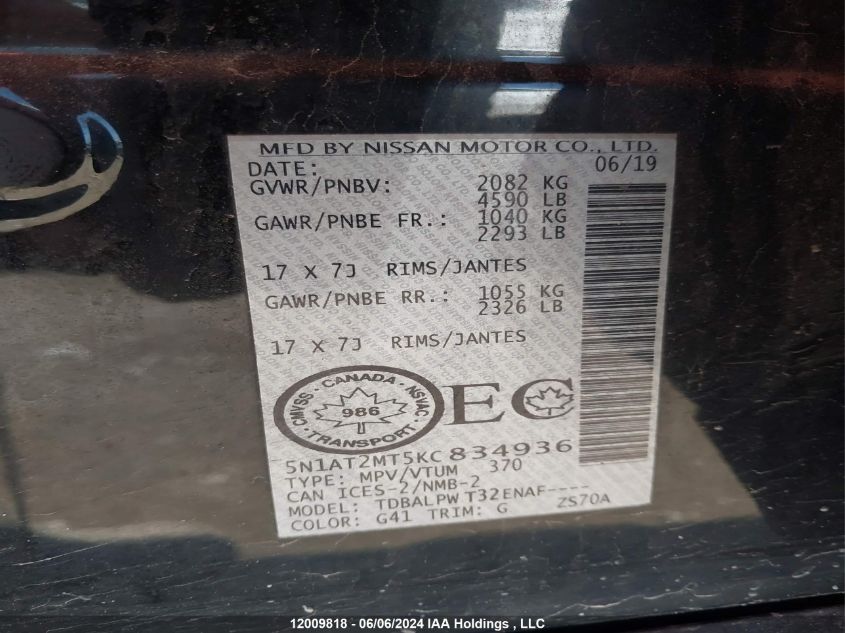 MFD BY NISSAN MOTOR CO., LTD.
DATE: 06/19
GVWR/PNBV: 2082 KG
4590 LB
GAWR/PNBE FR.: 1040 KG
2293 LB
17 X 7J RIMS/JANTES
GAWR/PNBE RR.: 1055 KG
2326 LB
17 X 7J RIMS/JANTES
CANADA · NSVAC · TRANSPORT · CMVSS
986
EC
5N1AT2MT5KC834936
TYPE: MPV/VTUM 370
CAN ICES-2/NMB-2
MODEL: TDBALPW T32ENAF----
COLOR: G41 TRIM: G ZS70A
12009818 - 06/06/2024 IAA Holdings , LLC